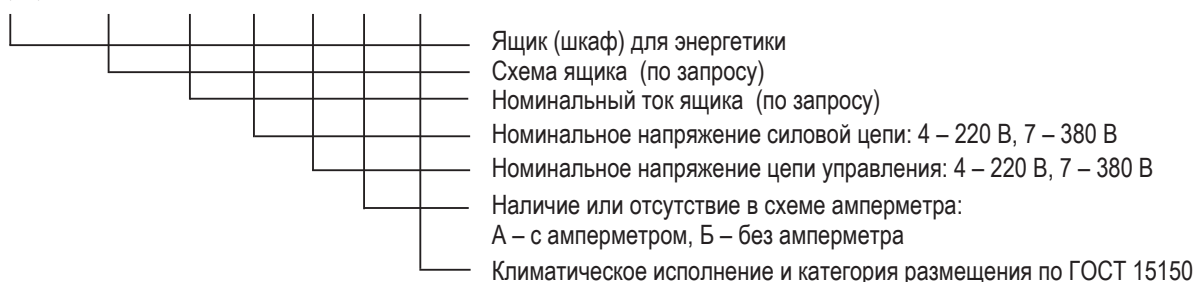 Ящик (шкаф) для энергетики
Схема ящика (по запросу)
Номинальный ток ящика (по запросу)
Номинальное напряжение силовой цепи: 4 – 220 В, 7 – 380 В
Номинальное напряжение цепи управления: 4 – 220 В, 7 – 380 В
Наличие или отсутствие в схеме амперметра:
А – с амперметром, Б – без амперметра
Климатическое исполнение и категория размещения по ГОСТ 15150